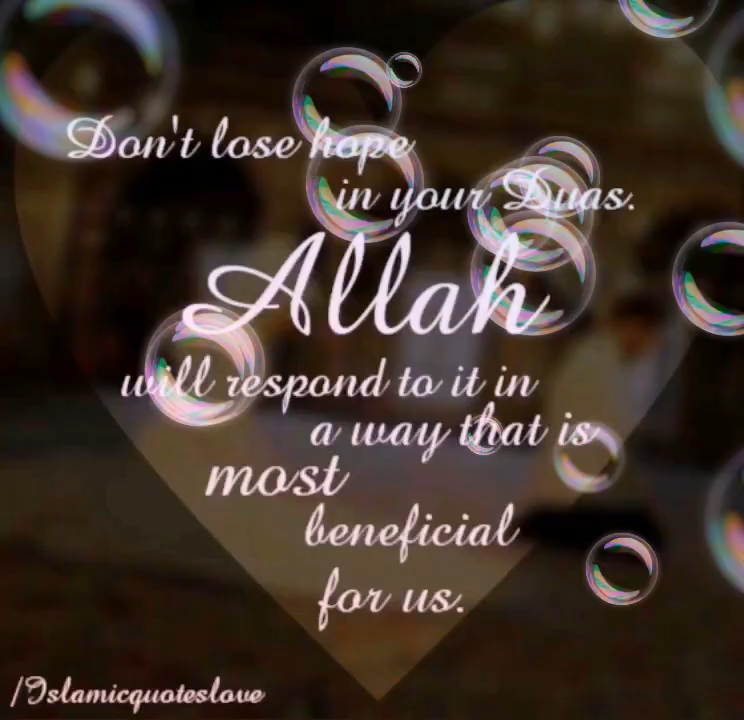 Don't lose hope
in your Duas.
Allah
will respond to it in
a way that is
most
beneficial
for us.
/Islamicquoteslove